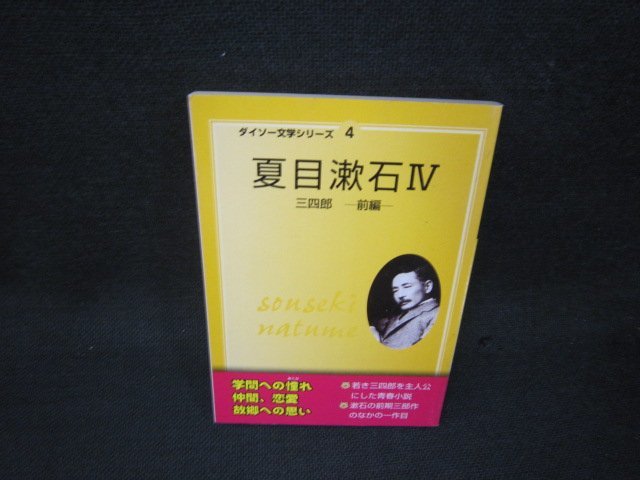 ダイソー文学シリーズ 4
夏目漱石Ⅳ
三四郎 ─前編─
souseki
natume
学問への憧れ
仲間、恋愛
故郷への思い
若き三四郎を主人公
にした青春小説
漱石の前期三部作
のなかの一作目